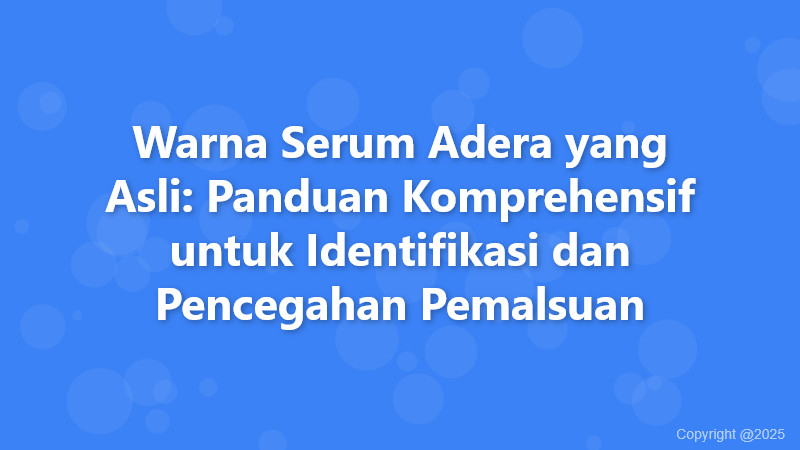 Warna Serum Adera yang
Asli: Panduan Komprehensif
untuk Identifikasi dan
Pencegahan Pemalsuan
Copyright @2025